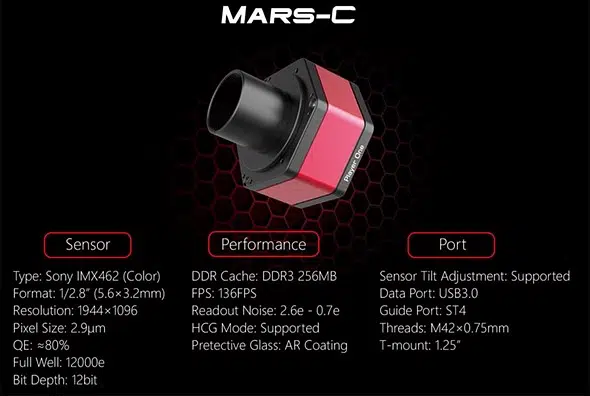 MARS-C
Player One
Sensor
Type: Sony IMX462 (Color)
Format: 1/2.8” (5.6×3.2mm)
Resolution: 1944×1096
Pixel Size: 2.9μm
QE: ≈80%
Full Well: 12000e
Bit Depth: 12bit
Performance
DDR Cache: DDR3 256MB
FPS: 136FPS
Readout Noise: 2.6e - 0.7e
HCG Mode: Supported
Pretective Glass: AR Coating
Port
Sensor Tilt Adjustment: Supported
Data Port: USB3.0
Guide Port: ST4
Threads: M42×0.75mm
T-mount: 1.25”